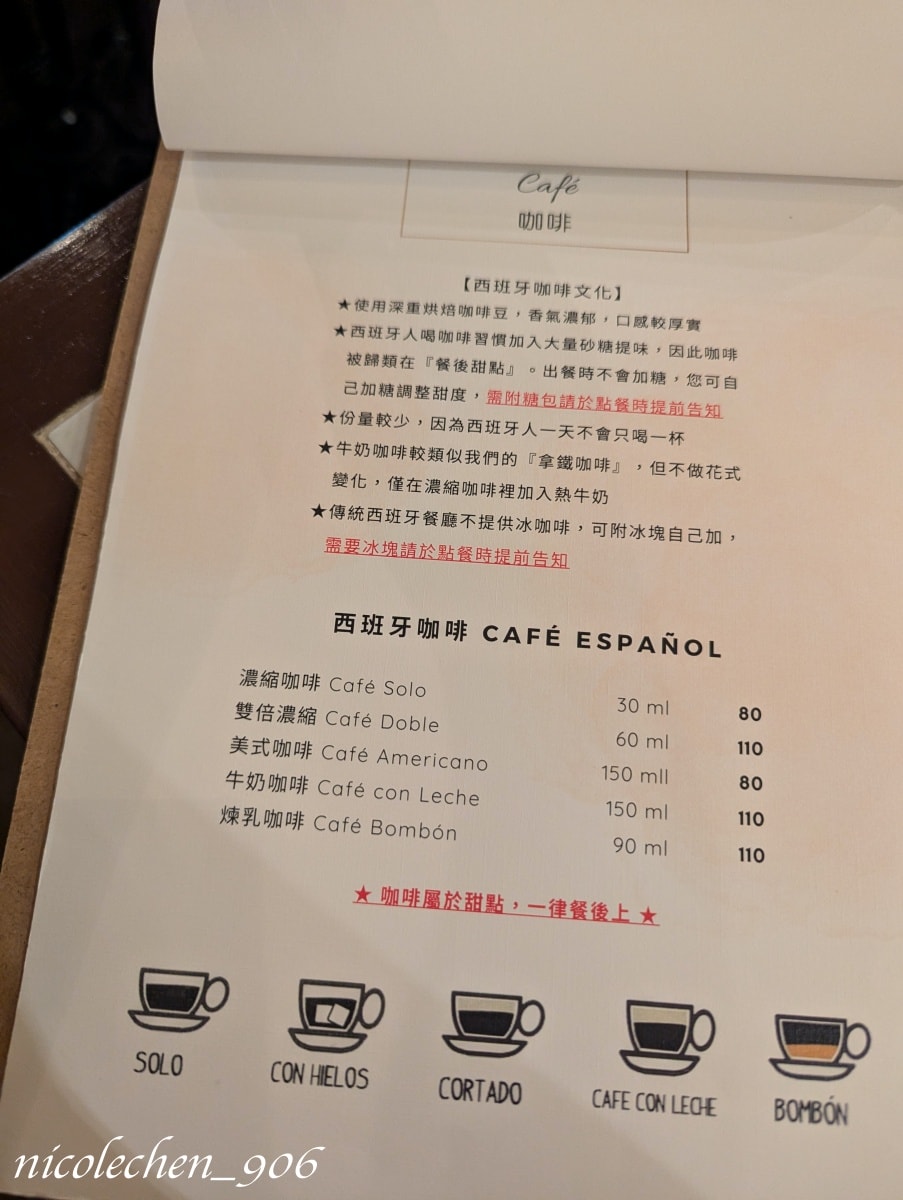 Café
咖啡
【西班牙咖啡文化】
★使用深重烘焙咖啡豆，香氣濃郁，口感較厚實
★西班牙人喝咖啡習慣加入大量砂糖提味，因此咖啡
被歸類在『餐後甜點』。出餐時不會加糖，您可自
己加糖調整甜度，需附糖包請於點餐時提前告知
★份量較少，因為西班牙人一天不會只喝一杯
★牛奶咖啡較類似我們的『拿鐵咖啡』，但不做花式
變化，僅在濃縮咖啡裡加入熱牛奶
★傳統西班牙餐廳不提供冰咖啡，可附冰塊自己加，
需要冰塊請於點餐時提前告知
西班牙咖啡 CAFÉ ESPAÑOL
濃縮咖啡 Café Solo 30 ml 80
雙倍濃縮 Café Doble 60 ml 110
美式咖啡 Café Americano 150 mll 80
牛奶咖啡 Café con Leche 150 ml 110
煉乳咖啡 Café Bombón 90 ml 110
★ 咖啡屬於甜點，一律餐後上 ★
SOLO
CON HIELOS
CORTADO
CAFE CON LECHE
BOMBÓN
nicolechen_906